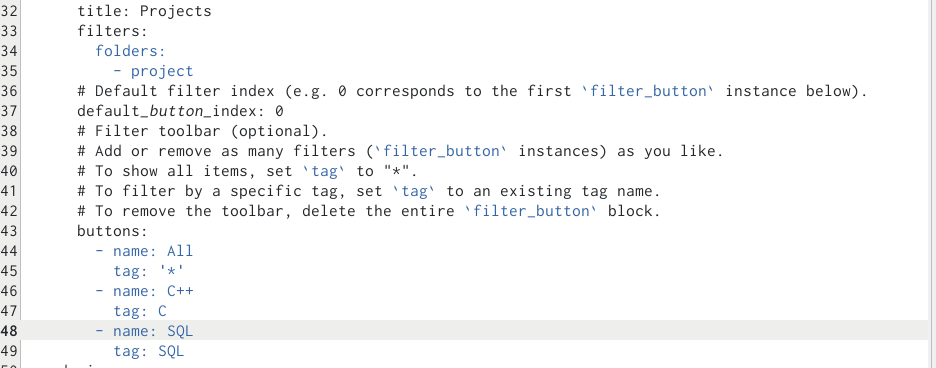 32 title: Projects
33 filters:
34 folders:
35 - project
36 # Default filter index (e.g. 0 corresponds to the first `filter_button` instance below).
37 default_button_index: 0
38 # Filter toolbar (optional).
39 # Add or remove as many filters (`filter_button` instances) as you like.
40 # To show all items, set `tag` to "*".
41 # To filter by a specific tag, set `tag` to an existing tag name.
42 # To remove the toolbar, delete the entire `filter_button` block.
43 buttons:
44 - name: All
45 tag: '*'
46 - name: C++
47 tag: C
48 - name: SQL
49 tag: SQL